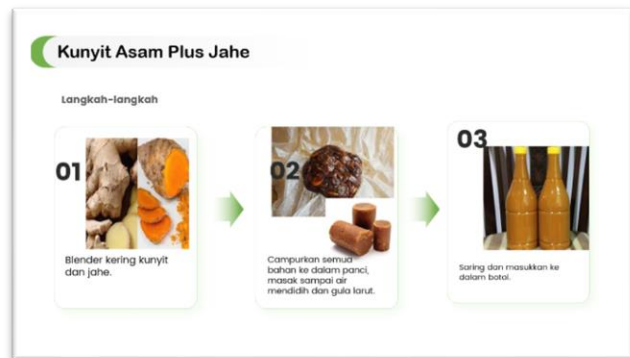 Kunyit Asam Plus Jahe
Langkah-langkah
01
Blender kering kunyit
dan jahe.
02
Campurkan semua
bahan ke dalam panci,
masak sampai air
mendidih dan gula larut.
03
Saring dan masukkan ke
dalam botol.